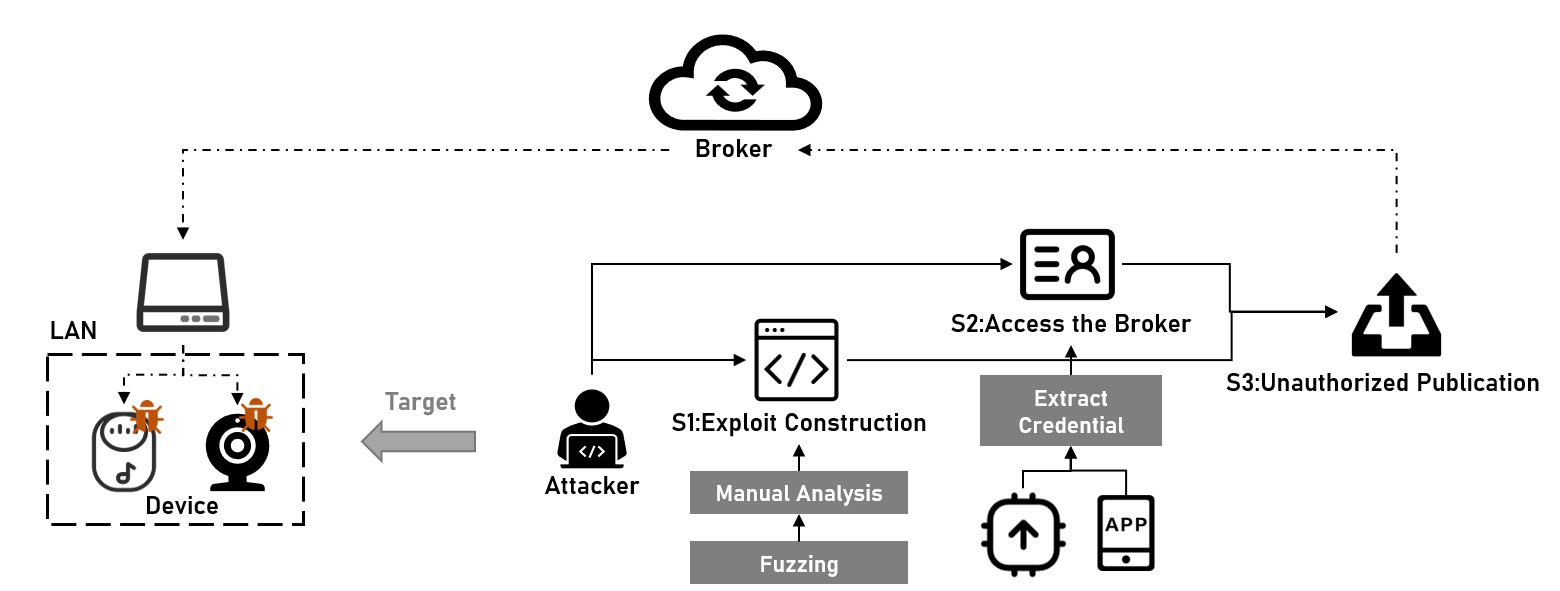 Broker
LAN
Target
Device
Attacker
S1:Exploit Construction
Manual Analysis
Fuzzing
S2:Access the Broker
Extract
Credential
APP
S3:Unauthorized Publication